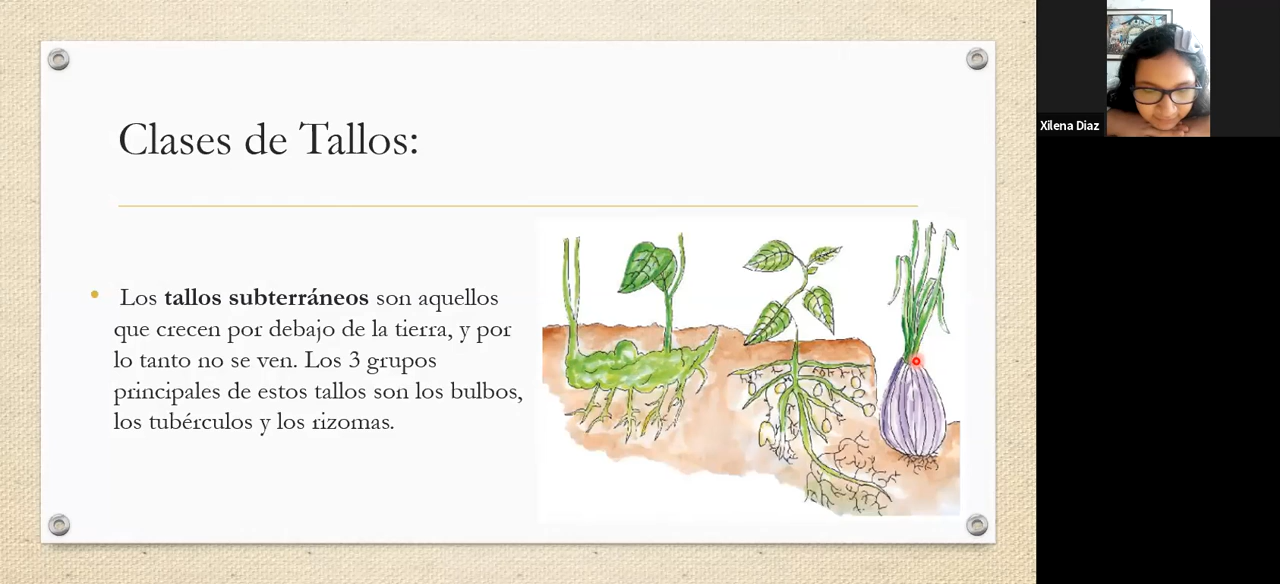 Clases de Tallos:
Los tallos subterráneos son aquellos
que crecen por debajo de la tierra, y por
lo tanto no se ven. Los 3 grupos
principales de estos tallos son los bulbos,
los tubérculos y los rizomas.
Xilena Diaz